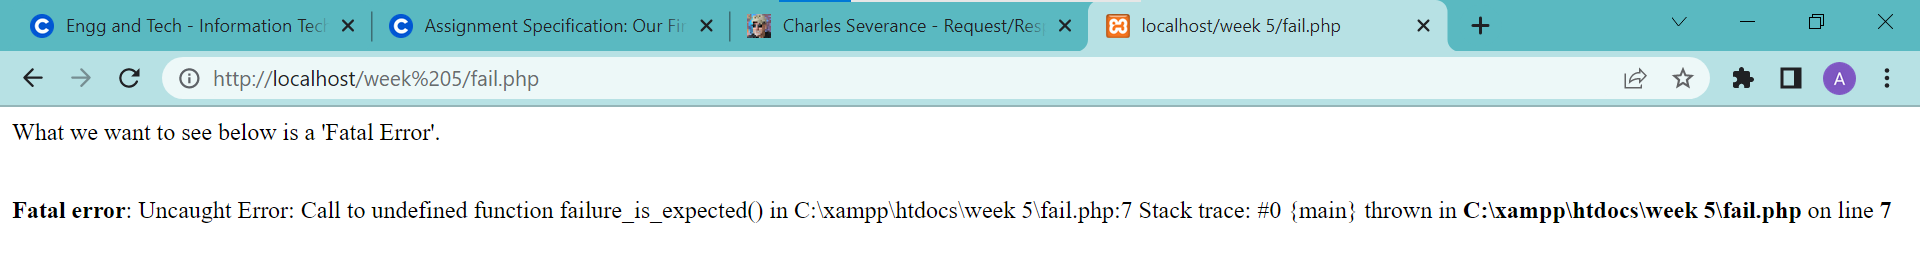 Engg and Tech - Information Tech
Assignment Specification: Our Fir
Charles Severance - Request/Resp
localhost/week 5/fail.php
http://localhost/week%205/fail.php
A
What we want to see below is a 'Fatal Error'.
Fatal error: Uncaught Error: Call to undefined function failure_is_expected() in C:\xampp\htdocs\week 5\fail.php:7 Stack trace: #0 {main} thrown in C:\xampp\htdocs\week 5\fail.php on line 7